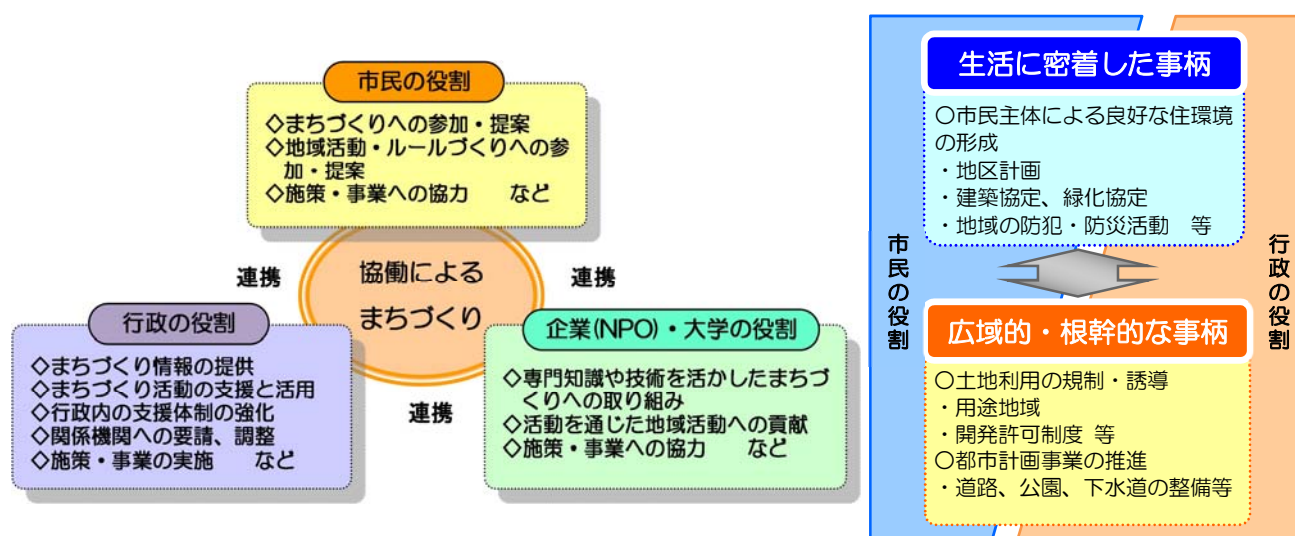 市民の役割
◇まちづくりへの参加・提案
◇地域活動・ルールづくりへの参
加・提案
◇施策・事業への協力　など
連携
協働による
まちづくり
連携
行政の役割
◇まちづくり情報の提供
◇まちづくり活動の支援と活用
◇行政内の支援体制の強化
◇関係機関への要請、調整
◇施策・事業の実施　など
連携
企業(NPO)・大学の役割
◇専門知識や技術を活かしたまちづ
くりへの取り組み
◇活動を通じた地域活動への貢献
◇施策・事業への協力　など
市民の役割
生活に密着した事柄
○市民主体による良好な住環境
の形成
・地区計画
・建築協定、緑化協定
・地域の防犯・防災活動　等
広域的・根幹的な事柄
○土地利用の規制・誘導
・用途地域
・開発許可制度 等
○都市計画事業の推進
・道路、公園、下水道の整備等
行政の役割